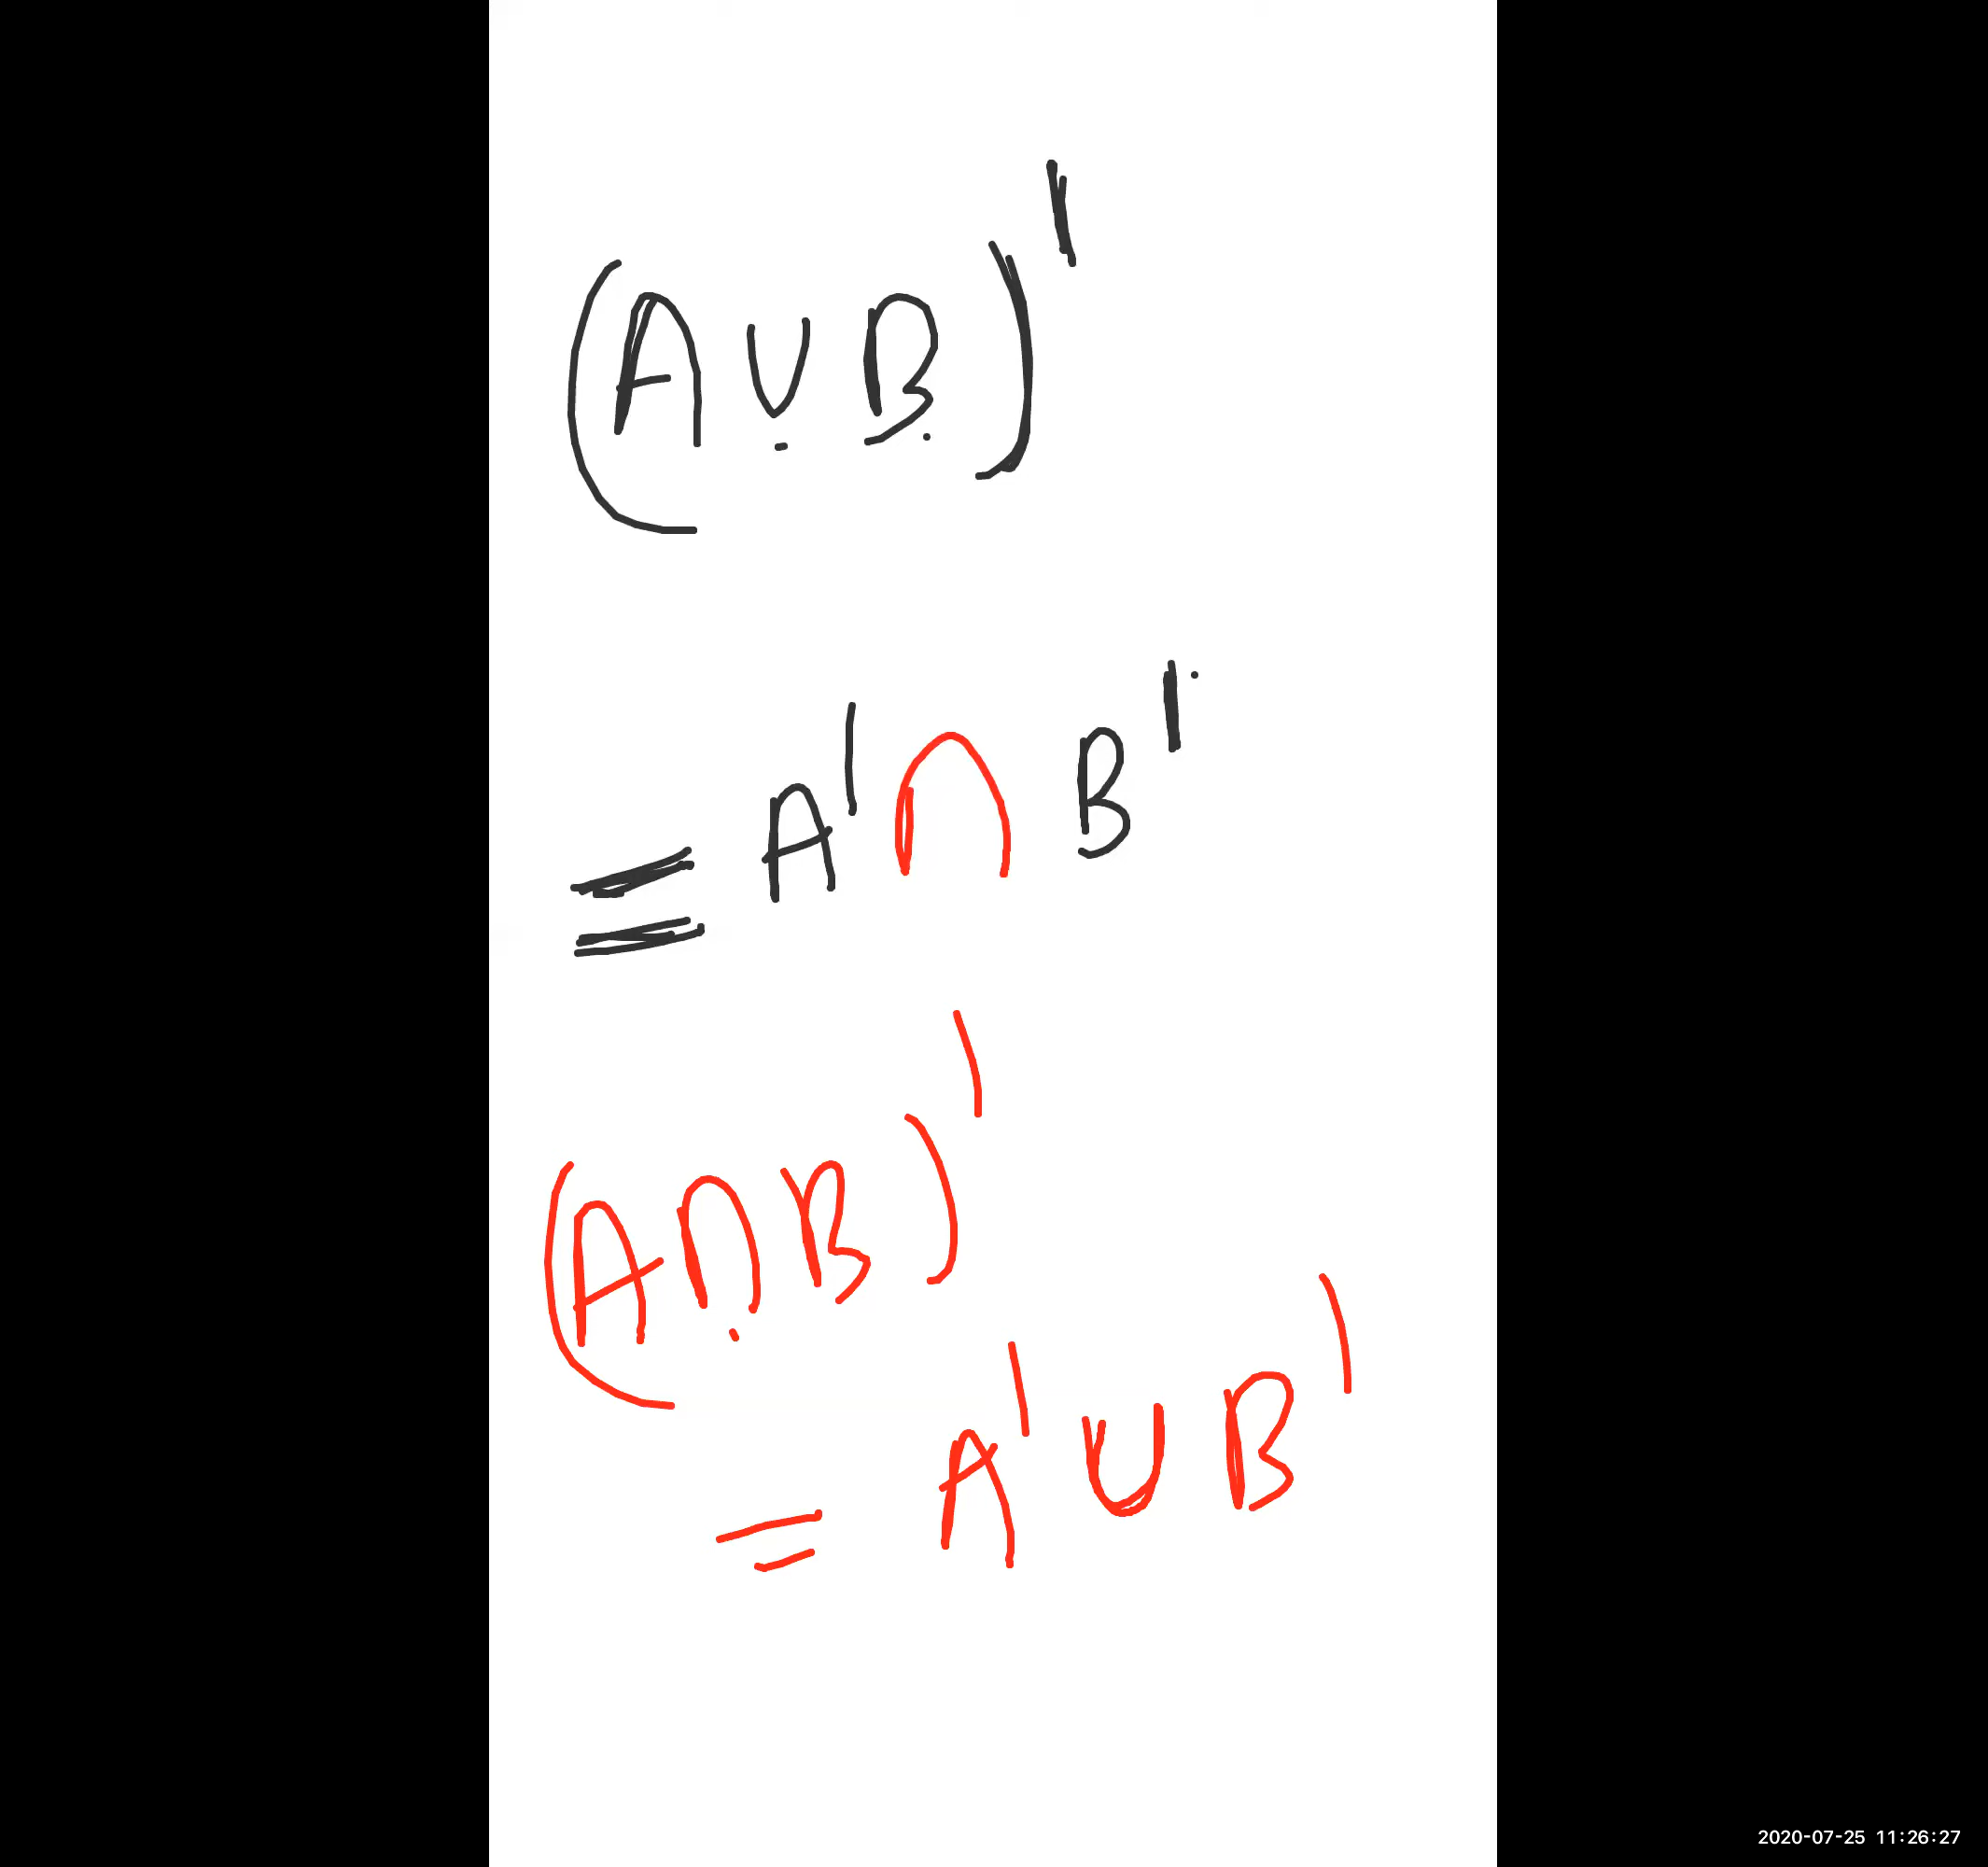 (A ∪ B)'
= A' ∩ B'
(A ∩ B)'
= A' ∪ B'
2020-07-25 11:26:27